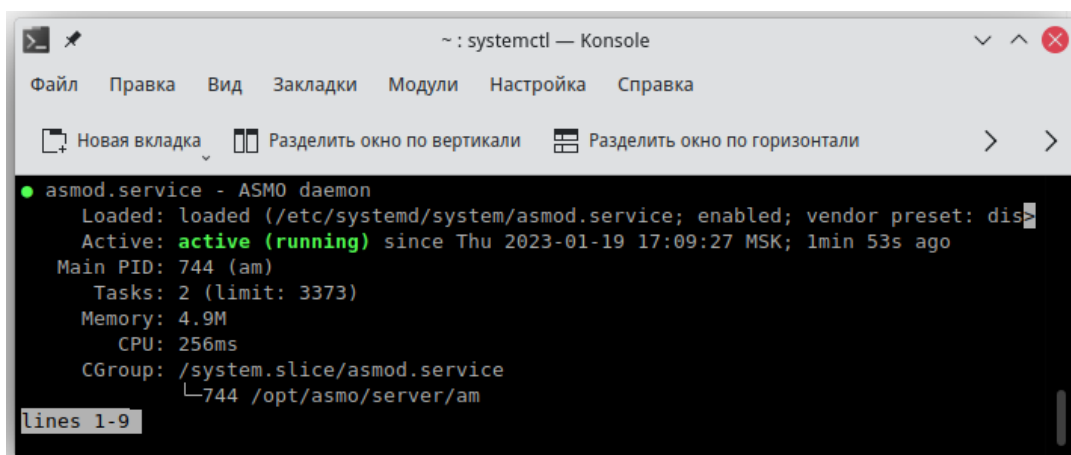 ~ : systemctl — Konsole
Файл Правка Вид Закладки Модули Настройка Справка
Новая вкладка Разделить окно по вертикали Разделить окно по горизонтали
● asmod.service - ASMO daemon
Loaded: loaded (/etc/systemd/system/asmod.service; enabled; vendor preset: dis>
Active: active (running) since Thu 2023-01-19 17:09:27 MSK; 1min 53s ago
Main PID: 744 (am)
Tasks: 2 (limit: 3373)
Memory: 4.9M
CPU: 256ms
CGroup: /system.slice/asmod.service
└─744 /opt/asmo/server/am
lines 1-9